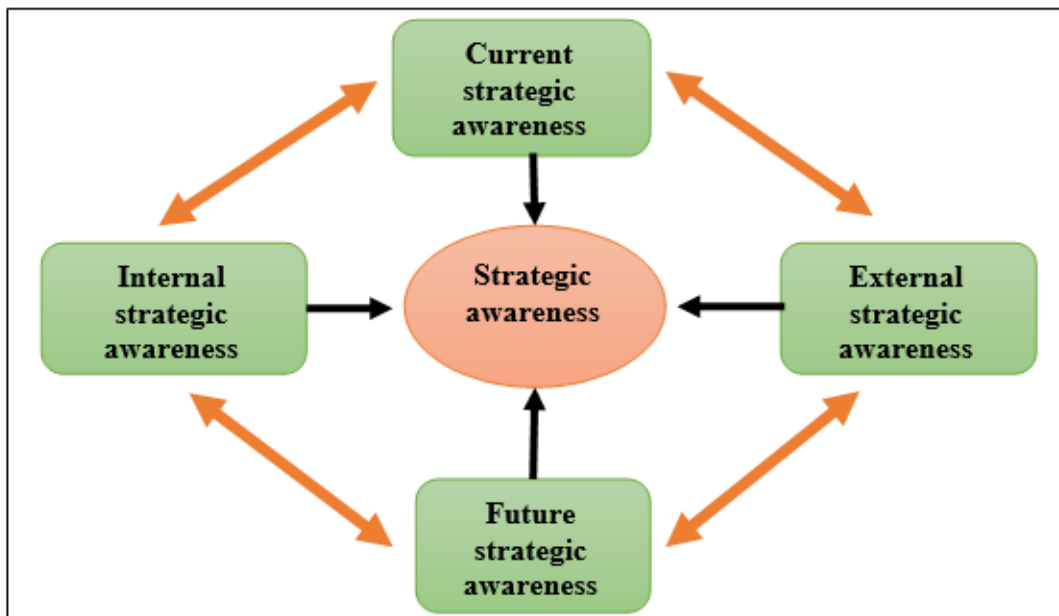 Current
strategic
awareness
Internal
strategic
awareness
Strategic
awareness
External
strategic
awareness
Future
strategic
awareness